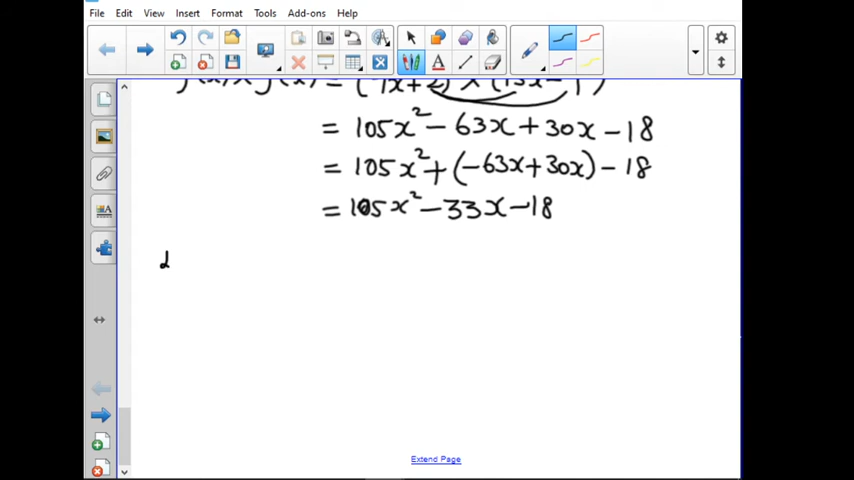 File Edit View Insert Format Tools Add-ons Help
= 105x² - 63x + 30x - 18
= 105x² + (-63x + 30x) - 18
= 105x² - 33x - 18
Extend Page